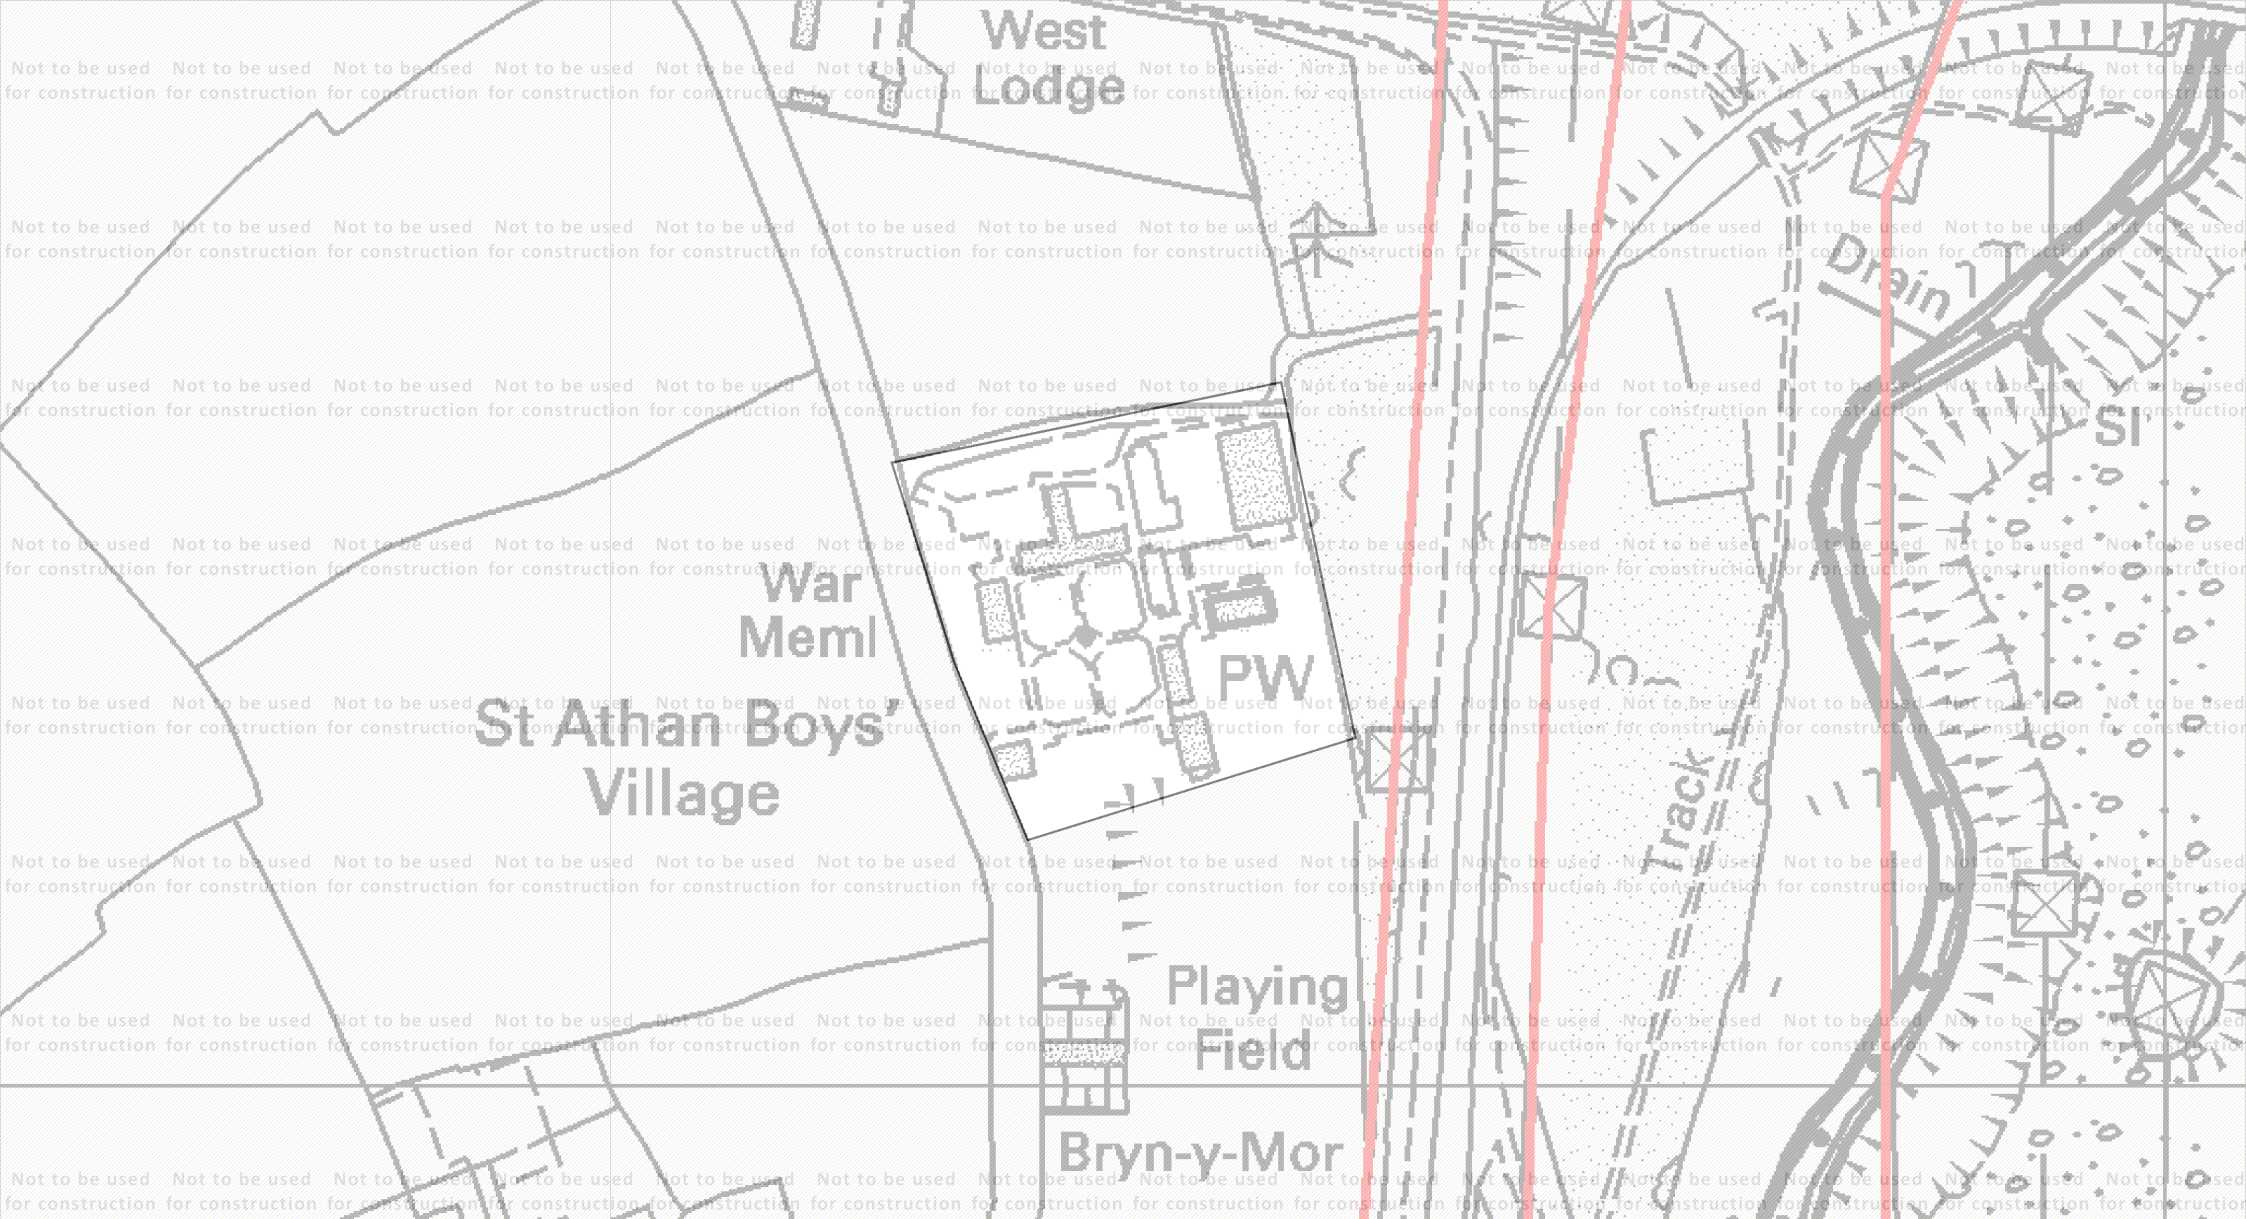 West
Lodge
Drain
SI
War
Meml
PW
St Athan Boys'
Village
Track
Playing
Field
Bryn-y-Mor
Not to be used
for construction